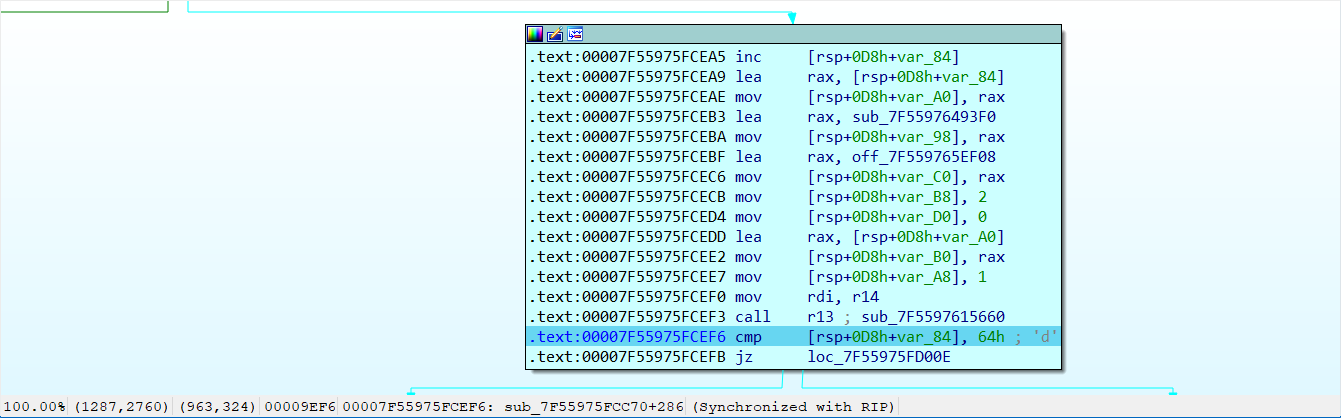 .text:00007F55975FCEA5 inc [rsp+0D8h+var_84]
.text:00007F55975FCEA9 lea rax, [rsp+0D8h+var_84]
.text:00007F55975FCEAE mov [rsp+0D8h+var_A0], rax
.text:00007F55975FCEB3 lea rax, sub_7F55976493F0
.text:00007F55975FCEBA mov [rsp+0D8h+var_98], rax
.text:00007F55975FCEBF lea rax, off_7F559765EF08
.text:00007F55975FCEC6 mov [rsp+0D8h+var_C0], rax
.text:00007F55975FCECB mov [rsp+0D8h+var_B8], 2
.text:00007F55975FCED4 mov [rsp+0D8h+var_D0], 0
.text:00007F55975FCEDD lea rax, [rsp+0D8h+var_A0]
.text:00007F55975FCEE2 mov [rsp+0D8h+var_B0], rax
.text:00007F55975FCEE7 mov [rsp+0D8h+var_A8], 1
.text:00007F55975FCEF0 mov rdi, r14
.text:00007F55975FCEF3 call r13 ; sub_7F5597615660
.text:00007F55975FCEF6 cmp [rsp+0D8h+var_84], 64h ; 'd'
.text:00007F55975FCEFB jz loc_7F55975FD00E
100.00% (1287,2760) (963,324) 00009EF6 00007F55975FCEF6: sub_7F55975FCC70+286 (Synchronized with RIP)